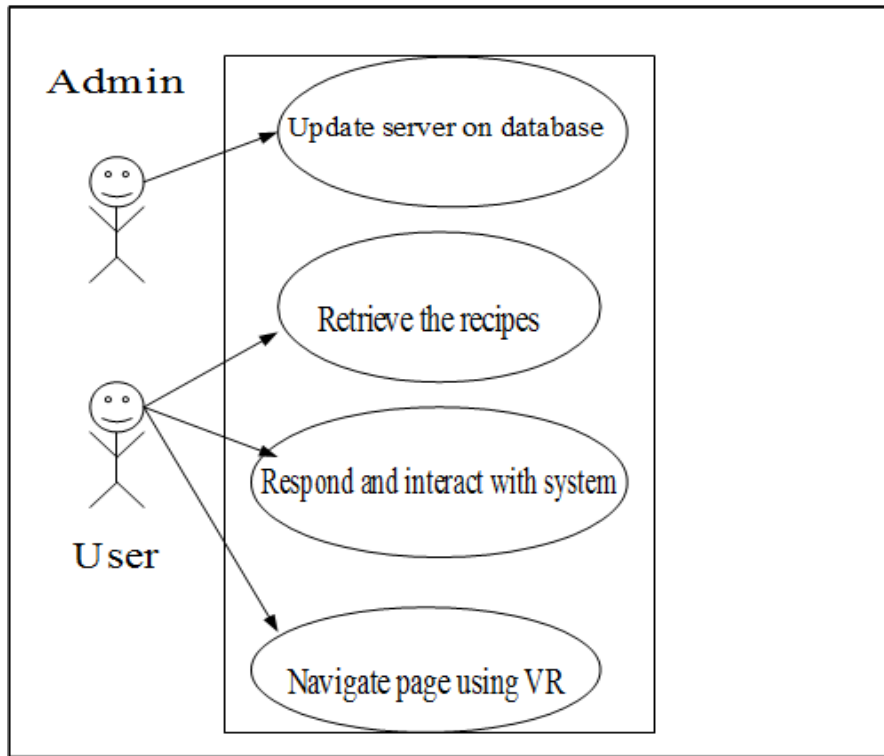 Admin
Update server on database
Retrieve the recipes
Respond and interact with system
User
Navigate page using VR